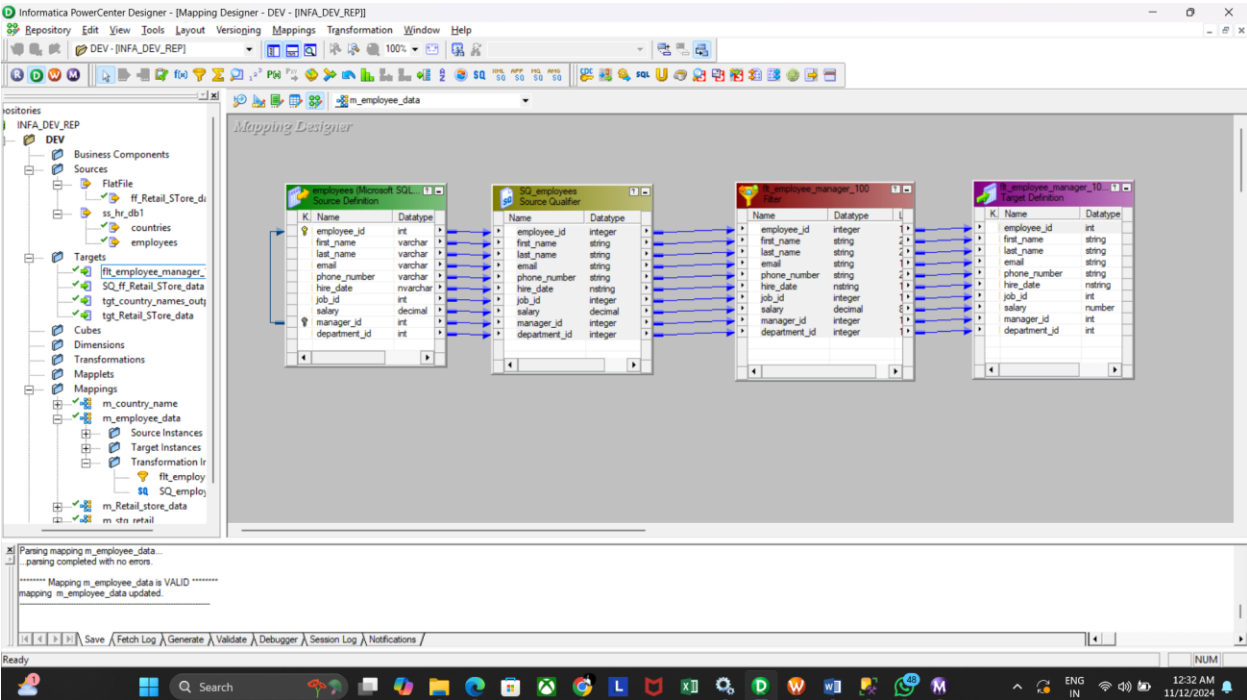 Informatica PowerCenter Designer - [Mapping Designer - DEV - [INFA_DEV_REP]]
Repository Edit View Tools Layout Versioning Mappings Transformation Window Help
DEV - [INFA_DEV_REP] 100%
m_employee_data
INFA_DEV_REP
DEV
Business Components
Sources
FlatFile
ff_Retail_STore_da
ss_hr_db1
countries
employees
Targets
flt_employee_manager_
SQ_ff_Retail_STore_data
tgt_country_names_outp
tgt_Retail_STore_data
Cubes
Dimensions
Transformations
Mapplets
Mappings
m_country_name
m_employee_data
Source Instances
Target Instances
Transformation Ir
flt_employ
SQ_employ
m_Retail_store_data
m_stg_retail
Mapping Designer
employees (Microsoft SQL...
Source Definition
K. Name Datatype
employee_id int
first_name varchar
last_name varchar
email varchar
phone_number varchar
hire_date nvarchar
job_id int
salary decimal
manager_id int
department_id int
SQ_employees
Source Qualifier
Name Datatype
employee_id integer
first_name string
last_name string
email string
phone_number string
hire_date nstring
job_id integer
salary decimal
manager_id integer
department_id integer
flt_employee_manager_100
Filter
Name Datatype L
employee_id integer
first_name string
last_name string
email string
phone_number string
hire_date nstring
job_id integer
salary decimal
manager_id integer
department_id integer
flt_employee_manager_10...
Target Definition
K. Name Datatype
employee_id int
first_name string
last_name string
email string
phone_number string
hire_date nstring
job_id int
salary number
manager_id int
department_id int
Parsing mapping m_employee_data...
...parsing completed with no errors.
******** Mapping m_employee_data is VALID ********
mapping m_employee_data updated.
Save Fetch Log Generate Validate Debugger Session Log Notifications
Ready NUM
Search
48
ENG
IN
12:32 AM
11/12/2024